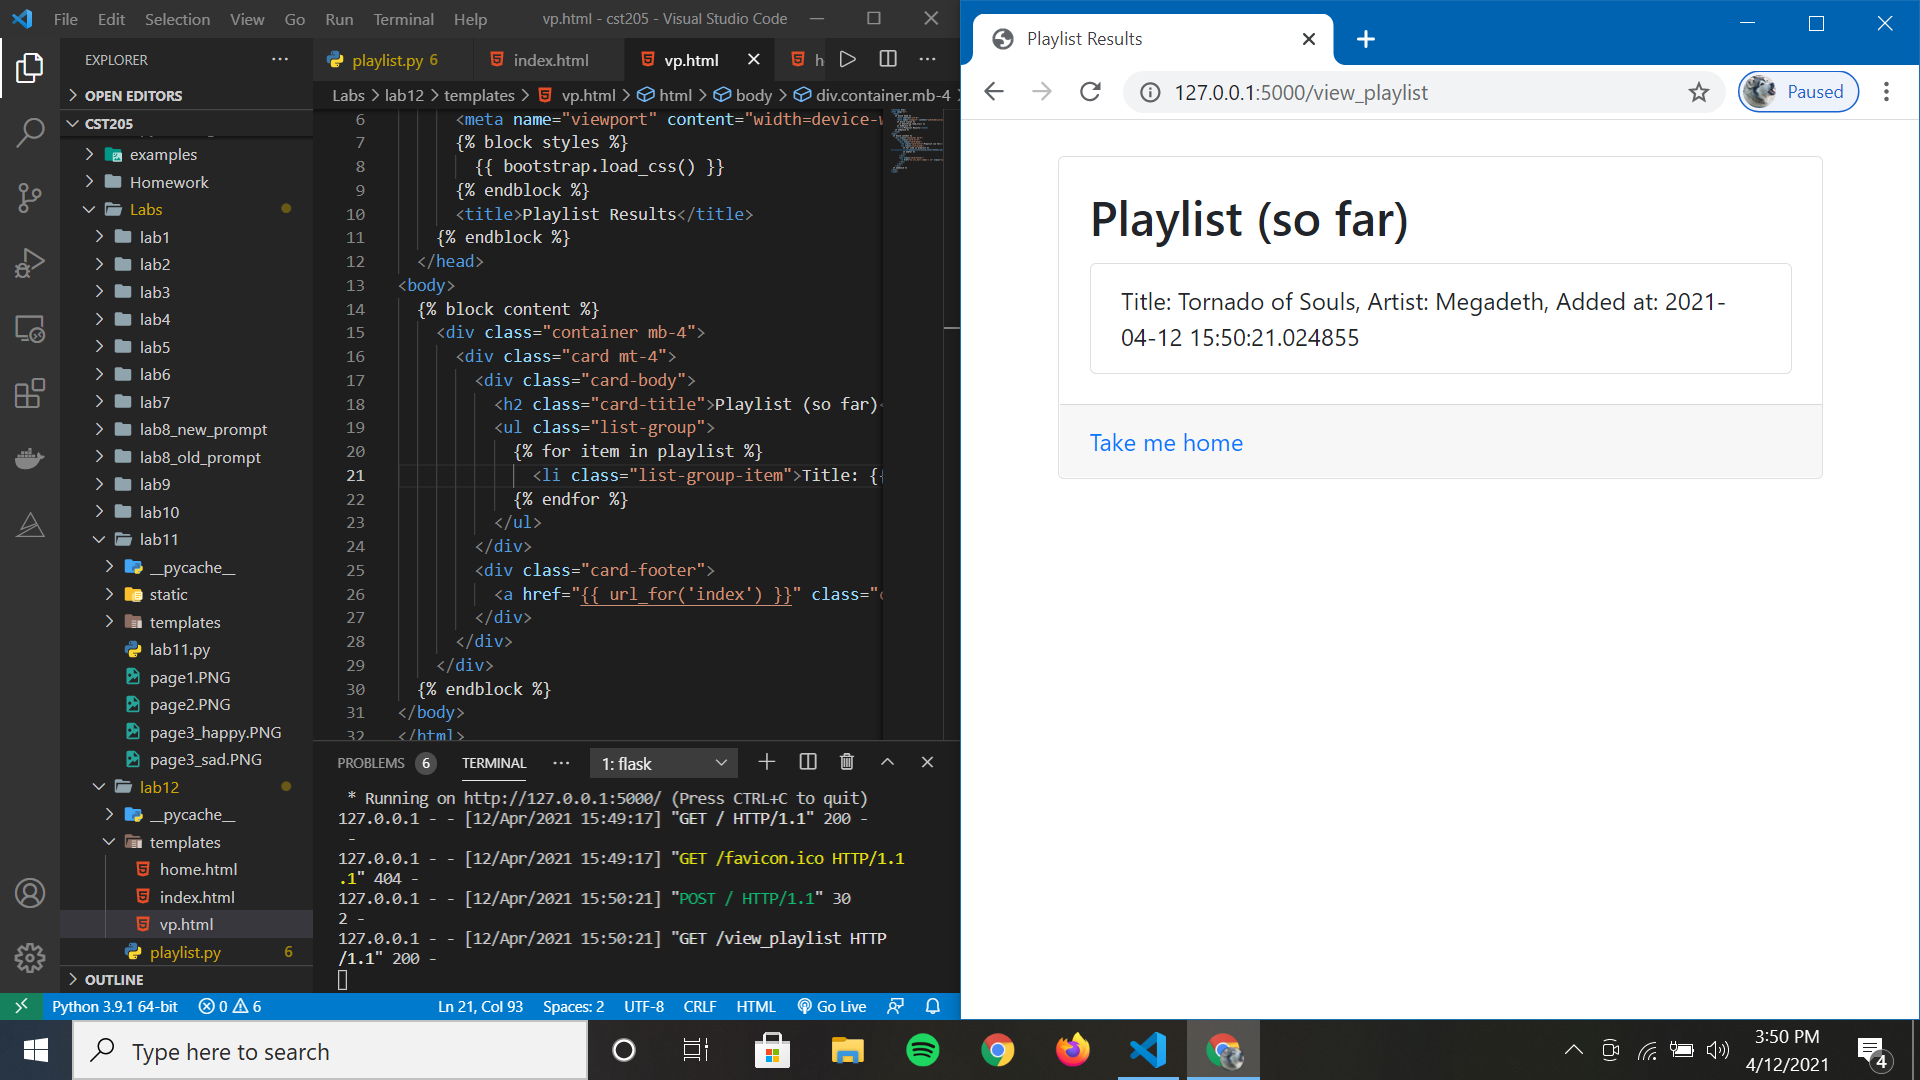 File Edit Selection View Go Run Terminal Help vp.html - cst205 - Visual Studio Code
EXPLORER
OPEN EDITORS
CST205
examples
Homework
Labs
lab1
lab2
lab3
lab4
lab5
lab6
lab7
lab8_new_prompt
lab8_old_prompt
lab9
lab10
lab11
__pycache__
static
templates
lab11.py
page1.PNG
page2.PNG
page3_happy.PNG
page3_sad.PNG
lab12
__pycache__
templates
home.html
index.html
vp.html
playlist.py 6
OUTLINE
playlist.py 6 index.html vp.html h
Labs > lab12 > templates > vp.html > html > body > div.container.mb-4
6 <meta name="viewport" content="width=device-w
7 {% block styles %}
8 {{ bootstrap.load_css() }}
9 {% endblock %}
10 <title>Playlist Results</title>
11 {% endblock %}
12 </head>
13 <body>
14 {% block content %}
15 <div class="container mb-4">
16 <div class="card mt-4">
17 <div class="card-body">
18 <h2 class="card-title">Playlist (so far)<
19 <ul class="list-group">
20 {% for item in playlist %}
21 <li class="list-group-item">Title: {{
22 {% endfor %}
23 </ul>
24 </div>
25 <div class="card-footer">
26 <a href="{{ url_for('index') }}" class="c
27 </div>
28 </div>
29 </div>
30 {% endblock %}
31 </body>
32 </html>
PROBLEMS 6 TERMINAL ··· 1: flask
* Running on http://127.0.0.1:5000/ (Press CTRL+C to quit)
127.0.0.1 - - [12/Apr/2021 15:49:17] "GET / HTTP/1.1" 200 -
-
127.0.0.1 - - [12/Apr/2021 15:49:17] "GET /favicon.ico HTTP/1.1
.1" 404 -
127.0.0.1 - - [12/Apr/2021 15:50:21] "POST / HTTP/1.1" 30
2 -
127.0.0.1 - - [12/Apr/2021 15:50:21] "GET /view_playlist HTTP
/1.1" 200 -
Python 3.9.1 64-bit 0 6 Ln 21, Col 93 Spaces: 2 UTF-8 CRLF HTML Go Live
Playlist Results
127.0.0.1:5000/view_playlist Paused
Playlist (so far)
Title: Tornado of Souls, Artist: Megadeth, Added at: 2021-
04-12 15:50:21.024855
Take me home
Type here to search
3:50 PM
4/12/2021
4